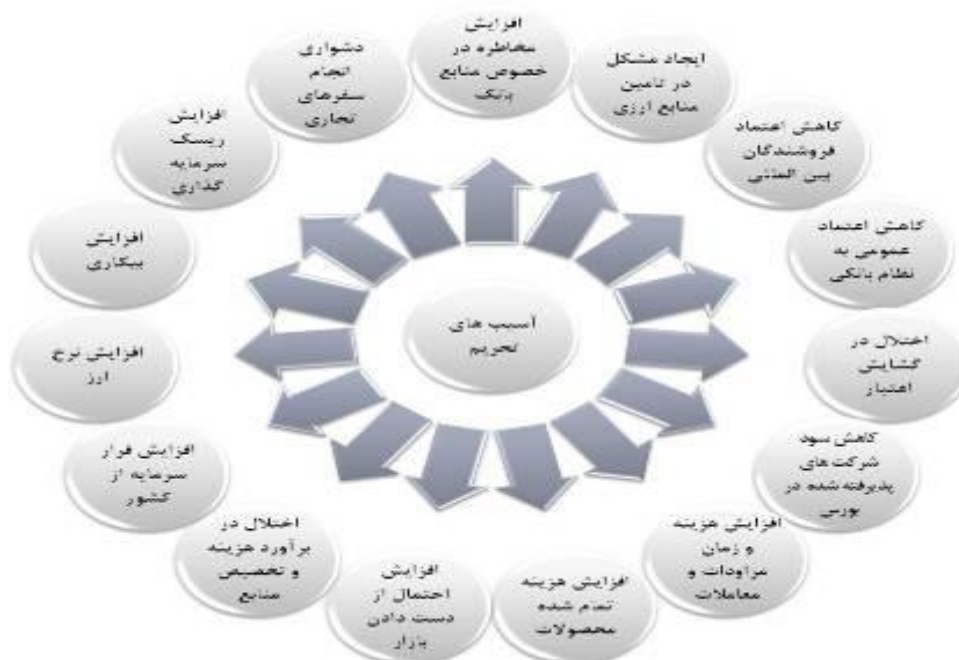 افزایش
مخاطره در
خصوص منابع
بانک
ایجاد مشکل
در تامین
منابع ارزی
کاهش اعتماد
فروشندگان
بین المللی
کاهش اعتماد
عمومی به
نظام بانکی
اختلال در
گشایش
اعتبار
کاهش سود
شرکت های
پذیرفته شده در
بورس
افزایش هزینه
و زمان
مراودات و
معاملات
افزایش هزینه
تمام شده
محصولات
افزایش
احتمال از
دست دادن
بازار
اختلال در
برآورد هزینه
و تخصیص
منابع
افزایش فرار
سرمایه از
کشور
افزایش نرخ
ارز
افزایش
بیکاری
افزایش
ریسک
سرمایه
گذاری
دشواری
انجام
سفرهای
تجاری
آسیب های
تحریم